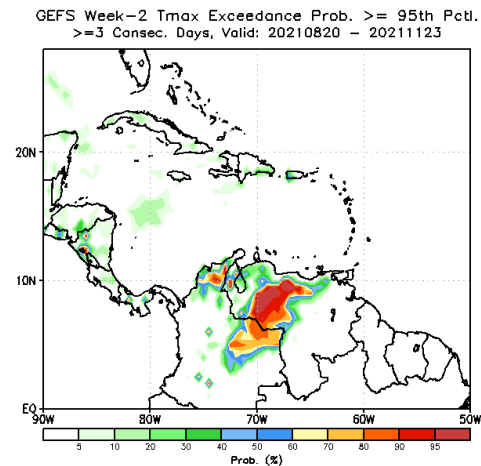 GEFS Week-2 Tmax Exceedance Prob. >= 95th Pctl.
>=3 Consec. Days, Valid: 20210820 - 20211123
20N
10N
EQ
90W 80W 70W 60W 50W
5 10 20 30 40 50 60 70 80 90 95
Prob. (%)